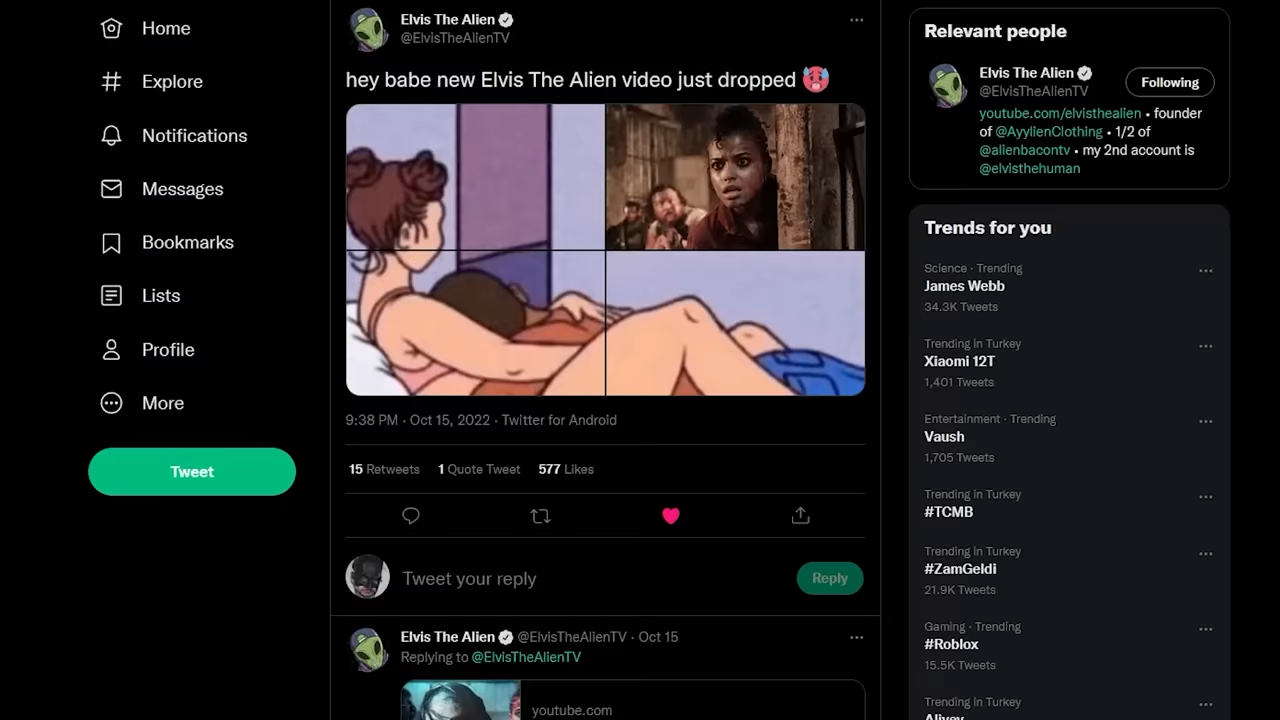 Home
Explore
Notifications
Messages
Bookmarks
Lists
Profile
More
Tweet
Elvis The Alien
@ElvisTheAlienTV
hey babe new Elvis The Alien video just dropped 🥵
9:38 PM · Oct 15, 2022 · Twitter for Android
15 Retweets 1 Quote Tweet 577 Likes
Tweet your reply
Reply
Elvis The Alien @ElvisTheAlienTV · Oct 15
Replying to @ElvisTheAlienTV
youtube.com
Relevant people
Elvis The Alien
@ElvisTheAlienTV
Following
youtube.com/elvisthealien • founder
of @AyylienClothing • 1/2 of
@alienbacontv • my 2nd account is
@elvisthehuman
Trends for you
Science · Trending
James Webb
34.3K Tweets
Trending in Turkey
Xiaomi 12T
1,401 Tweets
Entertainment · Trending
Vaush
1,705 Tweets
Trending in Turkey
#TCMB
Trending in Turkey
#ZamGeldi
21.9K Tweets
Gaming · Trending
#Roblox
15.5K Tweets
Trending in Turkey